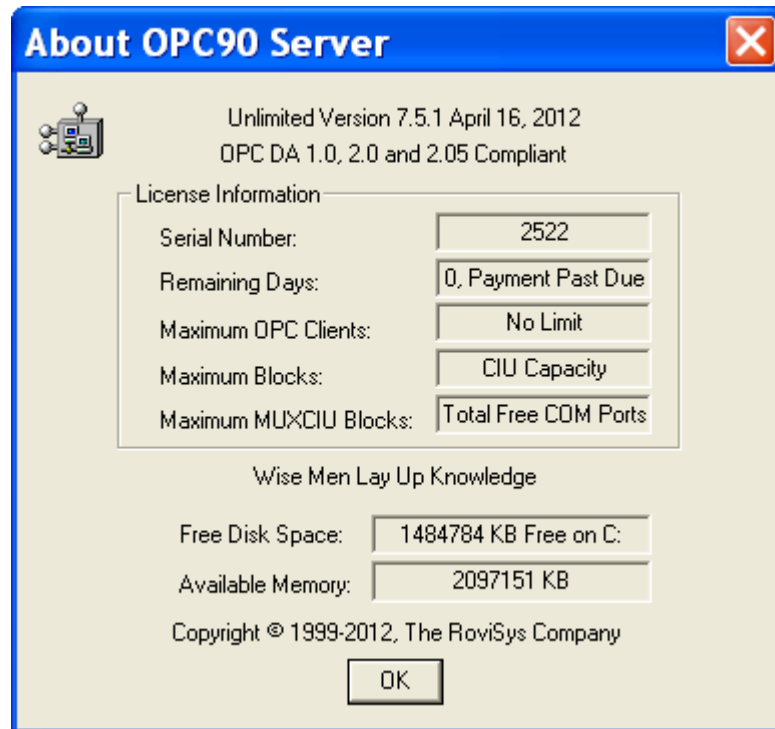 About OPC90 Server
Unlimited Version 7.5.1 April 16, 2012
OPC DA 1.0, 2.0 and 2.05 Compliant
License Information
Serial Number: 2522
Remaining Days: 0, Payment Past Due
Maximum OPC Clients: No Limit
Maximum Blocks: CIU Capacity
Maximum MUXCIU Blocks: Total Free COM Ports
Wise Men Lay Up Knowledge
Free Disk Space: 1484784 KB Free on C:
Available Memory: 2097151 KB
Copyright © 1999-2012, The RoviSys Company
OK